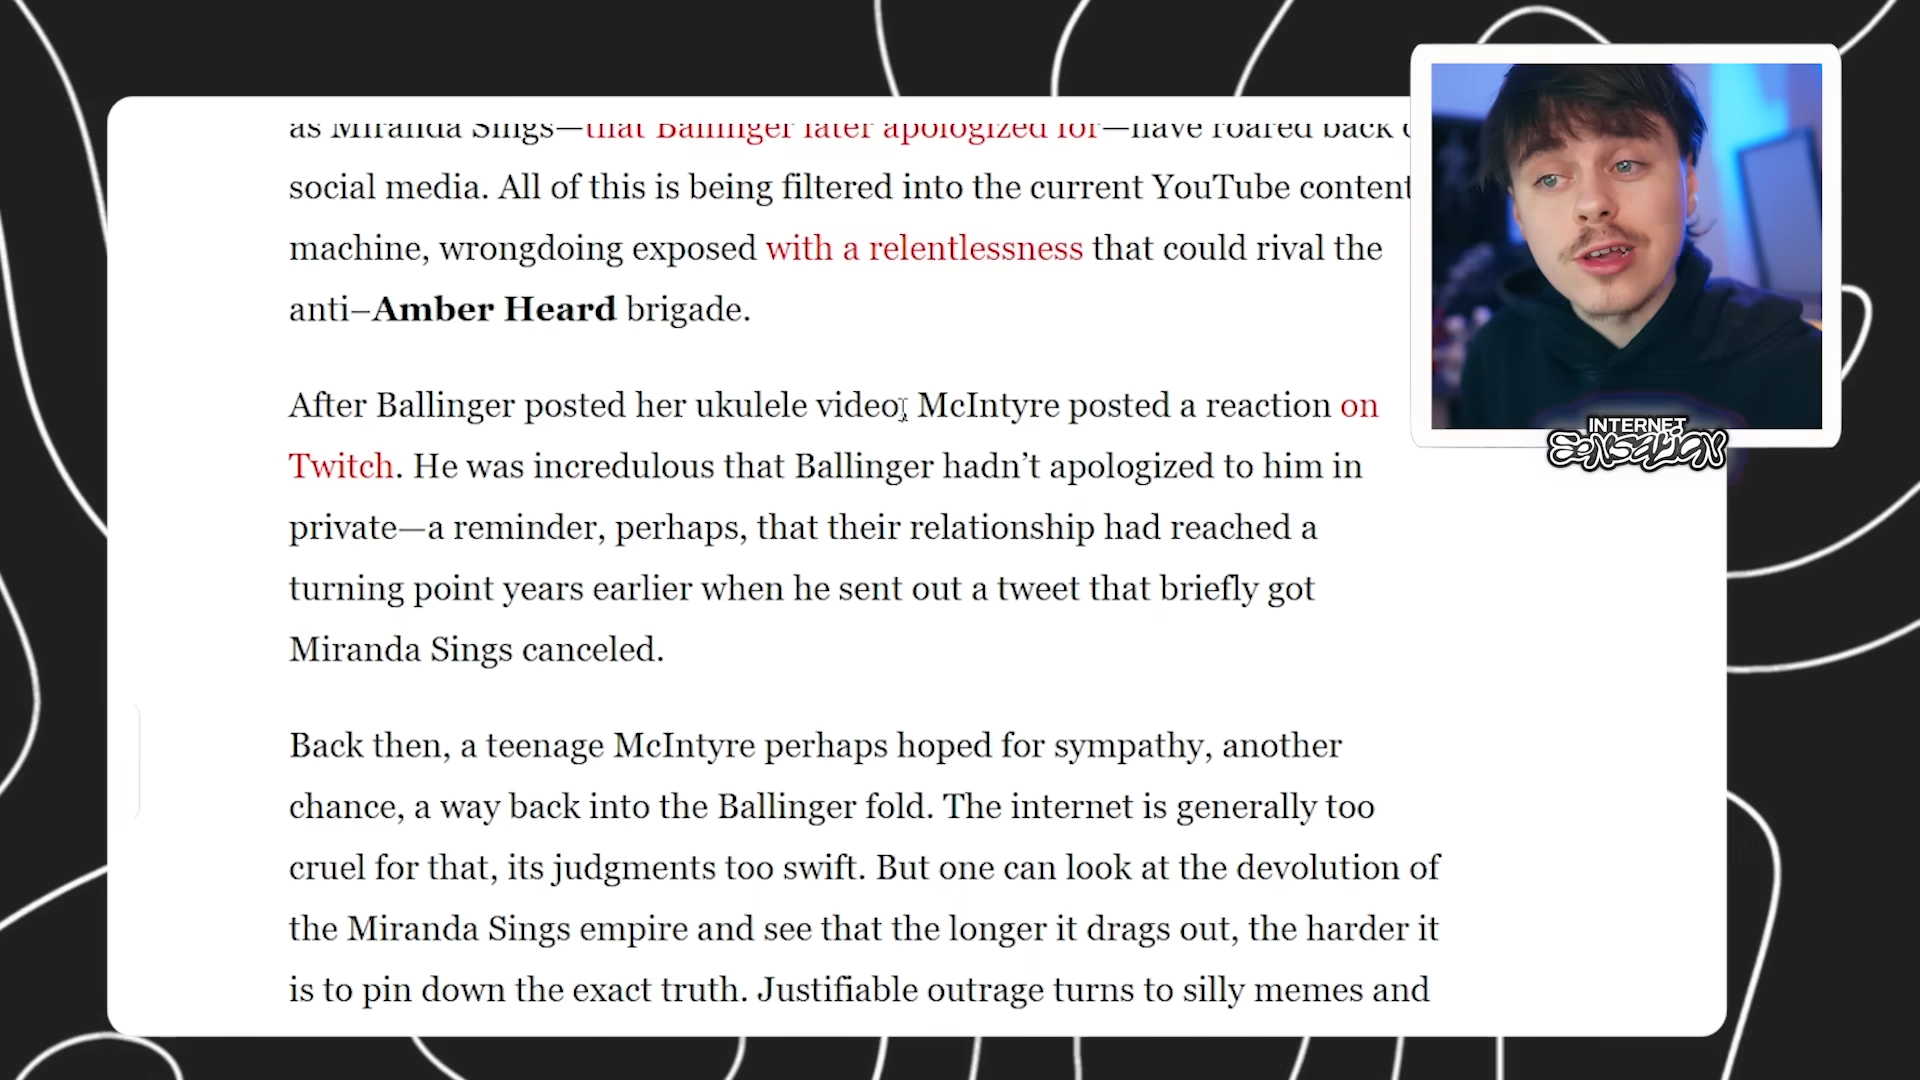 as Miranda Sings—that Ballinger later apologized for—have roared back
social media. All of this is being filtered into the current YouTube content
machine, wrongdoing exposed with a relentlessness that could rival the
anti–Amber Heard brigade.
After Ballinger posted her ukulele video, McIntyre posted a reaction on
Twitch. He was incredulous that Ballinger hadn’t apologized to him in
private—a reminder, perhaps, that their relationship had reached a
turning point years earlier when he sent out a tweet that briefly got
Miranda Sings canceled.
Back then, a teenage McIntyre perhaps hoped for sympathy, another
chance, a way back into the Ballinger fold. The internet is generally too
cruel for that, its judgments too swift. But one can look at the devolution of
the Miranda Sings empire and see that the longer it drags out, the harder it
is to pin down the exact truth. Justifiable outrage turns to silly memes and
INTERNET
SENSATION